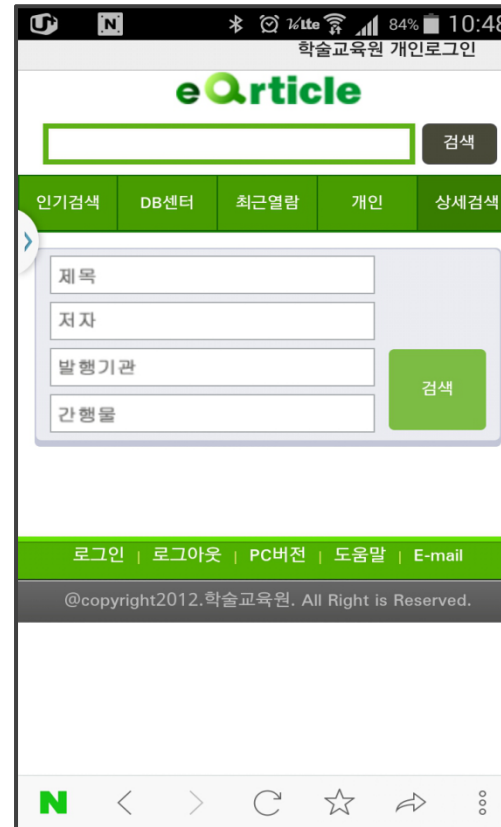 84% 10:48
학술교육원 개인로그인
eArticle
검색
인기검색 DB센터 최근열람 개인 상세검색
제목
저자
발행기관
간행물
검색
로그인 | 로그아웃 | PC버전 | 도움말 | E-mail
@copyright2012.학술교육원. All Right is Reserved.
N